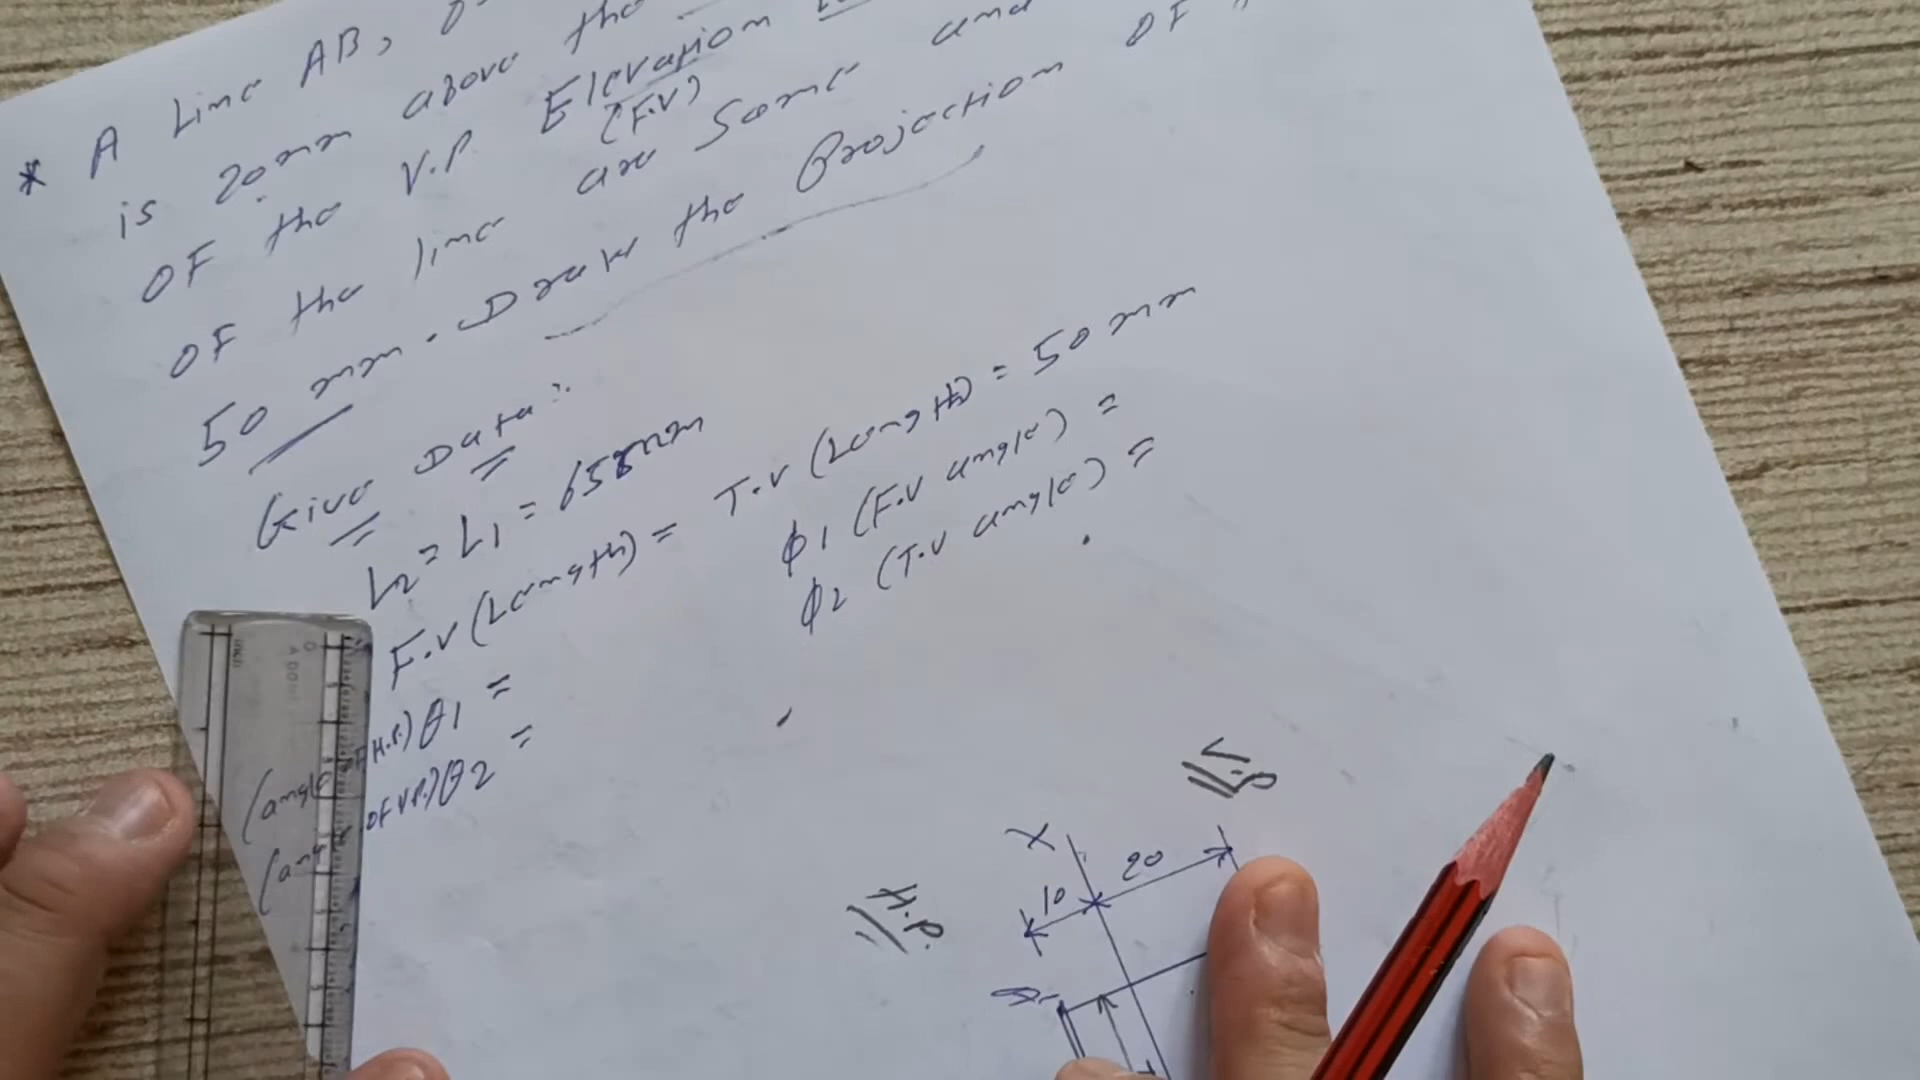 * A Line AB,
is 20mm above the
OF the V.P Elevation
(F.V)
OF the line are Same and
50 mm. Draw the Projection OF
Give Data:
L2 = L1 = 65mm
F.V (Length) = T.V (Length) = 50 mm
(angle OF H.P.) θ1 = ϕ1 (F.V angle) =
(angle OF V.P.) θ2 = ϕ2 (T.V angle) =
V.P
X
20
10
H.P.